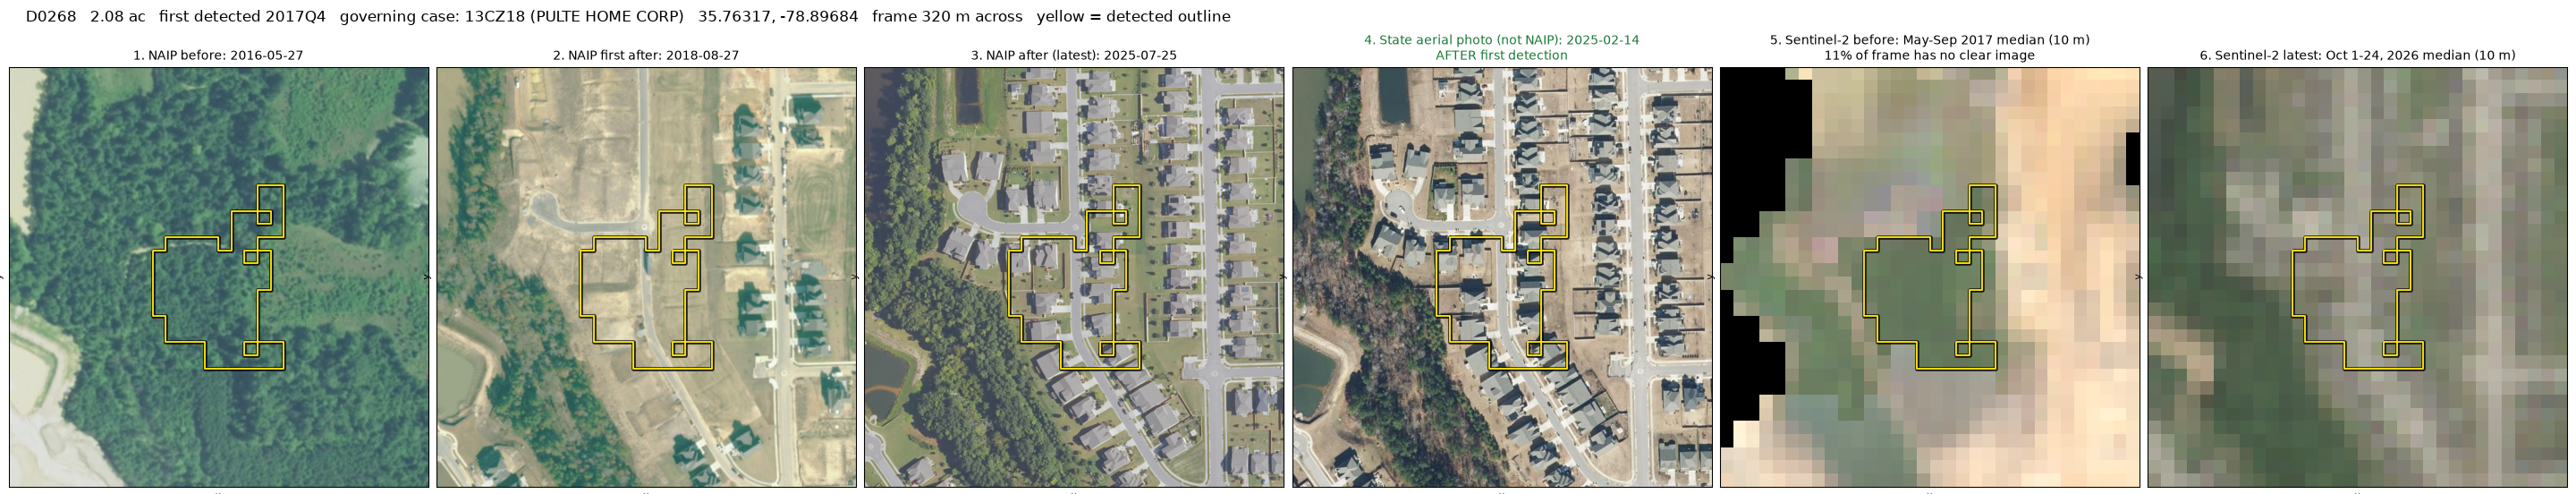 D0268   2.08 ac   first detected 2017Q4   governing case: 13CZ18 (PULTE HOME CORP)   35.76317, -78.89684   frame 320 m across   yellow = detected outline
1. NAIP before: 2016-05-27
2. NAIP first after: 2018-08-27
3. NAIP after (latest): 2025-07-25
4. State aerial photo (not NAIP): 2025-02-14
AFTER first detection
5. Sentinel-2 before: May-Sep 2017 median (10 m)
11% of frame has no clear image
6. Sentinel-2 latest: Oct 1-24, 2026 median (10 m)